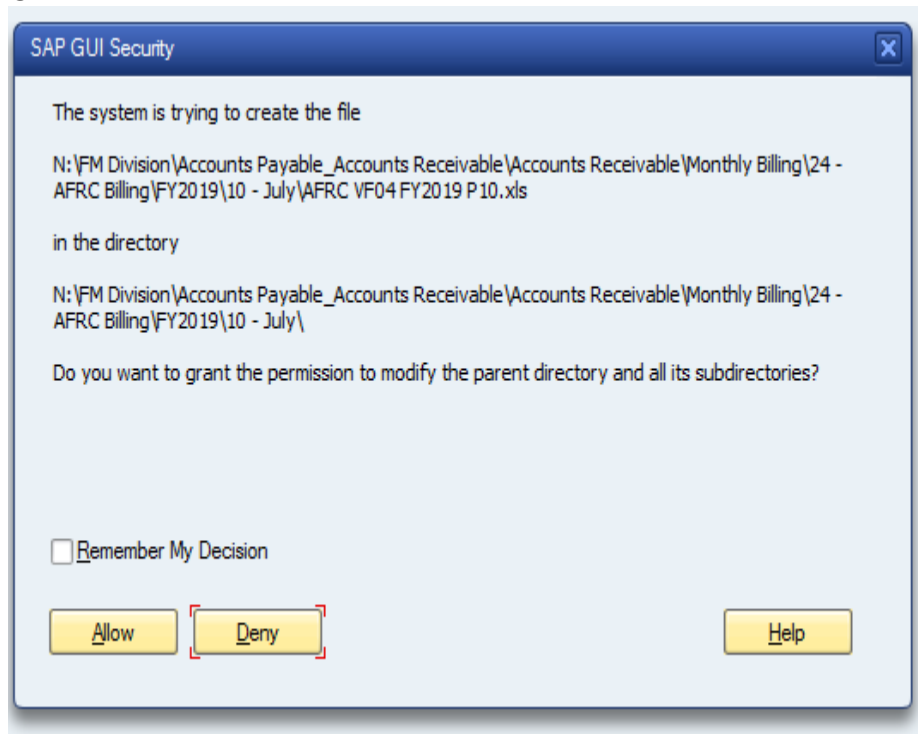 SAP GUI Security
The system is trying to create the file
N:\FM Division\Accounts Payable_Accounts Receivable\Accounts Receivable\Monthly Billing\24 -
AFRC Billing\FY2019\10 - July\AFRC VF04 FY2019 P10.xls
in the directory
N:\FM Division\Accounts Payable_Accounts Receivable\Accounts Receivable\Monthly Billing\24 -
AFRC Billing\FY2019\10 - July\
Do you want to grant the permission to modify the parent directory and all its subdirectories?
Remember My Decision
Allow Deny Help